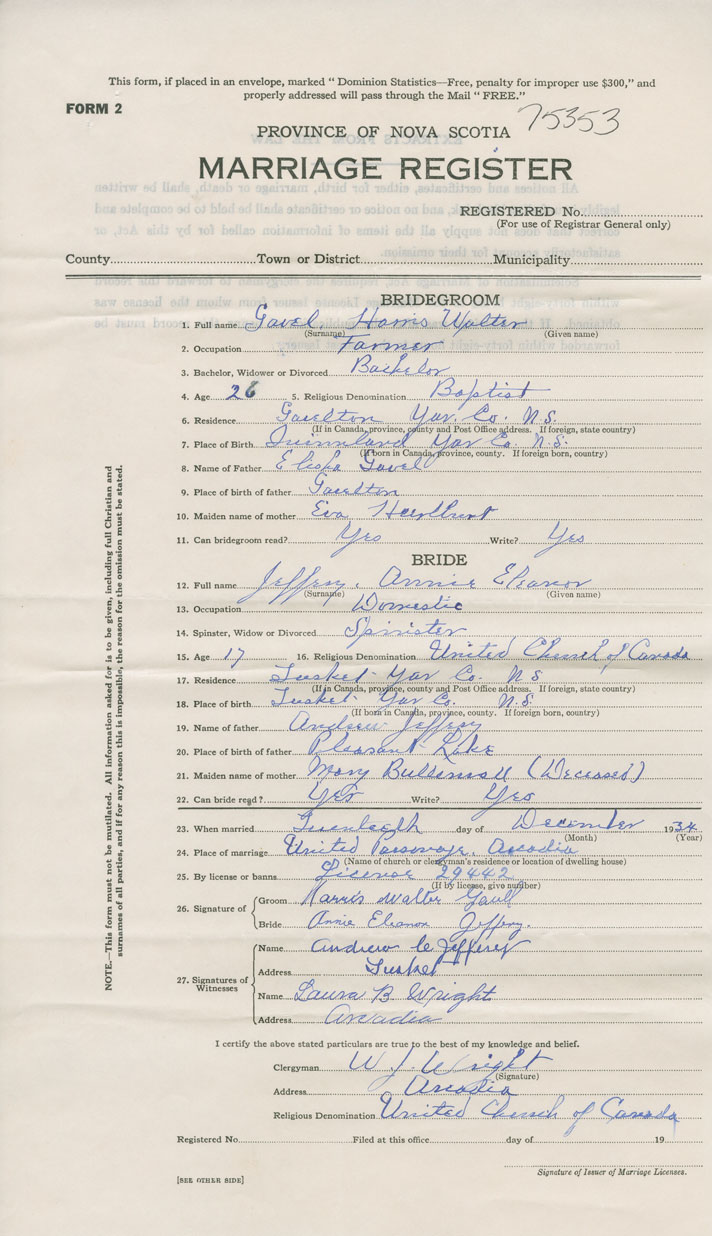 This form, if placed in an envelope, marked “ Dominion Statistics—Free, penalty for improper use $300,” and
properly addressed will pass through the Mail “ FREE.”
FORM 2
75353
PROVINCE OF NOVA SCOTIA
MARRIAGE REGISTER
REGISTERED No.
(For use of Registrar General only)
County Town or District Municipality
BRIDEGROOM
1. Full name Gavel, Harris Walter
(Surname) (Given name)
2. Occupation Farmer
3. Bachelor, Widower or Divorced Bachelor
4. Age 26 5. Religious Denomination Baptist
6. Residence Gavelton Yar. Co. N.S.
(If in Canada, province, county and Post Office address. If foreign, state country)
7. Place of Birth Yar Co. N.S.
(If born in Canada, province, county. If foreign born, county)
8. Name of Father Elisha Gavel
9. Place of birth of father Gavelton
10. Maiden name of mother Eva Hurlburt
11. Can bridegroom read? Yes Write? Yes
BRIDE
12. Full name Jeffrey, Annie Eleanor
(Surname) (Given name)
13. Occupation Domestic
14. Spinster, Widow or Divorced Spinister
15. Age 17 16. Religious Denomination United Church of Canada
17. Residence Tusket Yar Co. N S
(If in Canada, province, county and Post Office address. If foreign, state country)
18. Place of birth Tusket Yar Co. N.S.
(If born in Canada, province, county. If foreign born, country)
19. Name of father Andrew Jeffrey
20. Place of birth of father Pleasant Lake
21. Maiden name of mother Mary (Deceased)
22. Can bride read? Yes Write? Yes
23. When married day of December 1934
(Month) (Year)
24. Place of marriage United Parsonage, Arcadia
(Name of church or clergyman's residence or location of dwelling house)
25. By license or banns License 29442
(If by license, give number)
26. Signature of Groom Harris Walter Gavel
Bride Annie Eleanor Jeffery.
27. Signatures of Witnesses
Name Andrew C Jefferey
Address Tusket
Name Laura B. Wright
Address Arcadia
I certify the above stated particulars are true to the best of my knowledge and belief.
Clergyman W. J. Wright
(Signature)
Address Arcadia
Religious Denomination United Church of Canada
Registered No. Filed at this office day of 19
Signature of Issuer of Marriage Licenses.
[SEE OTHER SIDE]
NOTE.—This form must not be mutilated. All information asked for is to be given, including full Christian and
surnames of all parties, and if for any reason this is impossible, the reason for the omission must be stated.